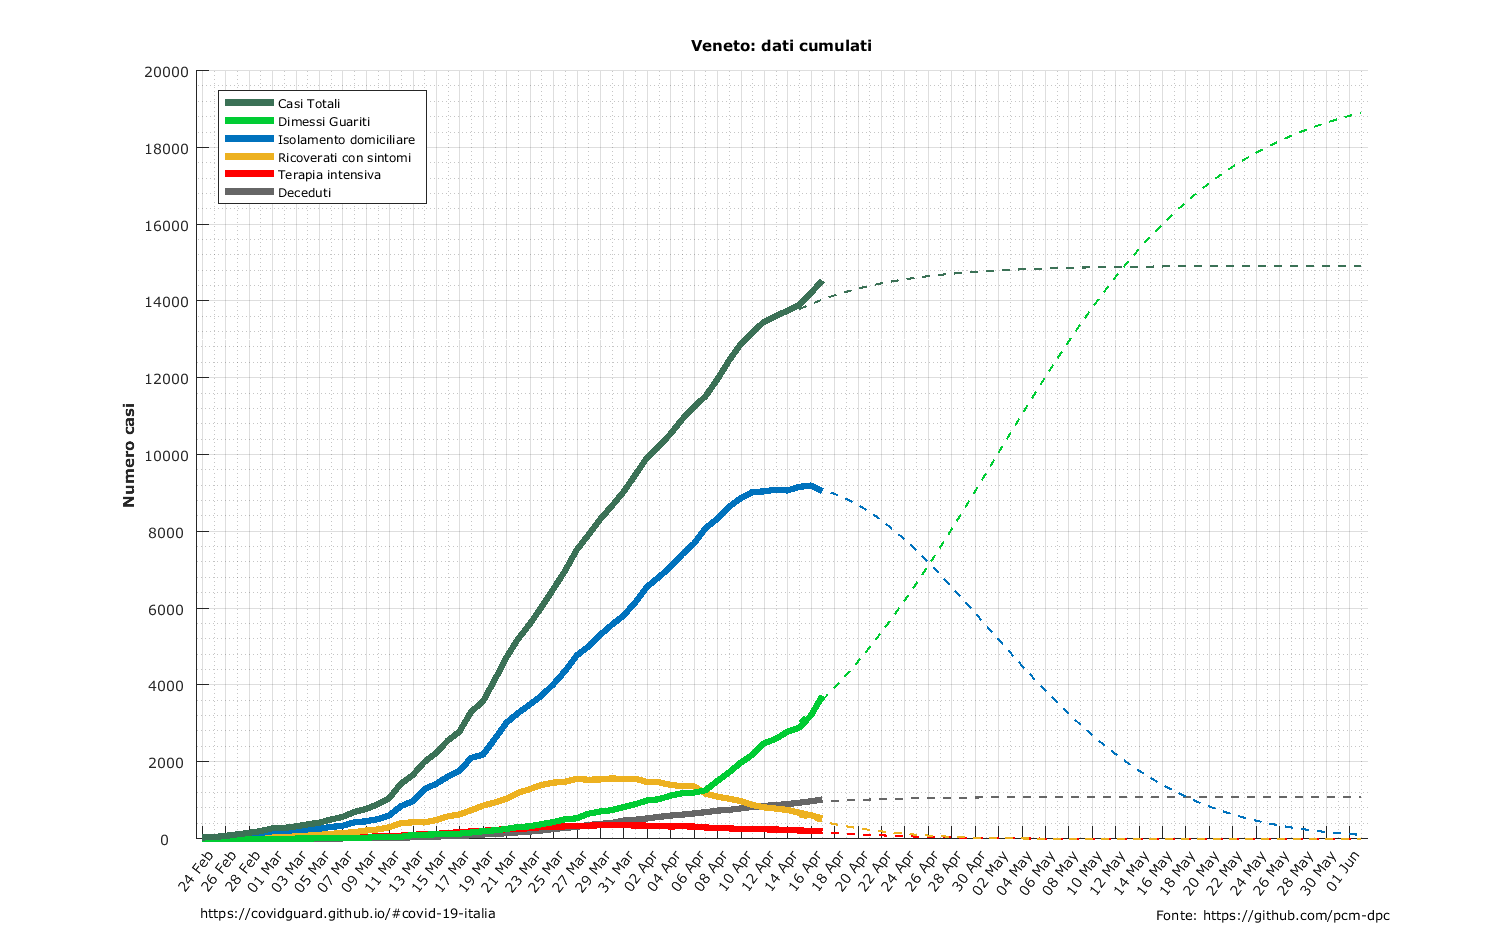 Veneto: dati cumulati
20000
18000
16000
14000
12000
10000
8000
6000
4000
2000
0
Numero casi
Casi Totali
Dimessi Guariti
Isolamento domiciliare
Ricoverati con sintomi
Terapia intensiva
Deceduti
24 Feb
26 Feb
28 Feb
01 Mar
03 Mar
05 Mar
07 Mar
09 Mar
11 Mar
13 Mar
15 Mar
17 Mar
19 Mar
21 Mar
23 Mar
25 Mar
27 Mar
29 Mar
31 Mar
02 Apr
04 Apr
06 Apr
08 Apr
10 Apr
12 Apr
14 Apr
16 Apr
18 Apr
20 Apr
22 Apr
24 Apr
26 Apr
28 Apr
30 Apr
02 May
04 May
06 May
08 May
10 May
12 May
14 May
16 May
18 May
20 May
22 May
24 May
26 May
28 May
30 May
01 Jun
https://covidguard.github.io/#covid-19-italia
Fonte: https://github.com/pcm-dpc